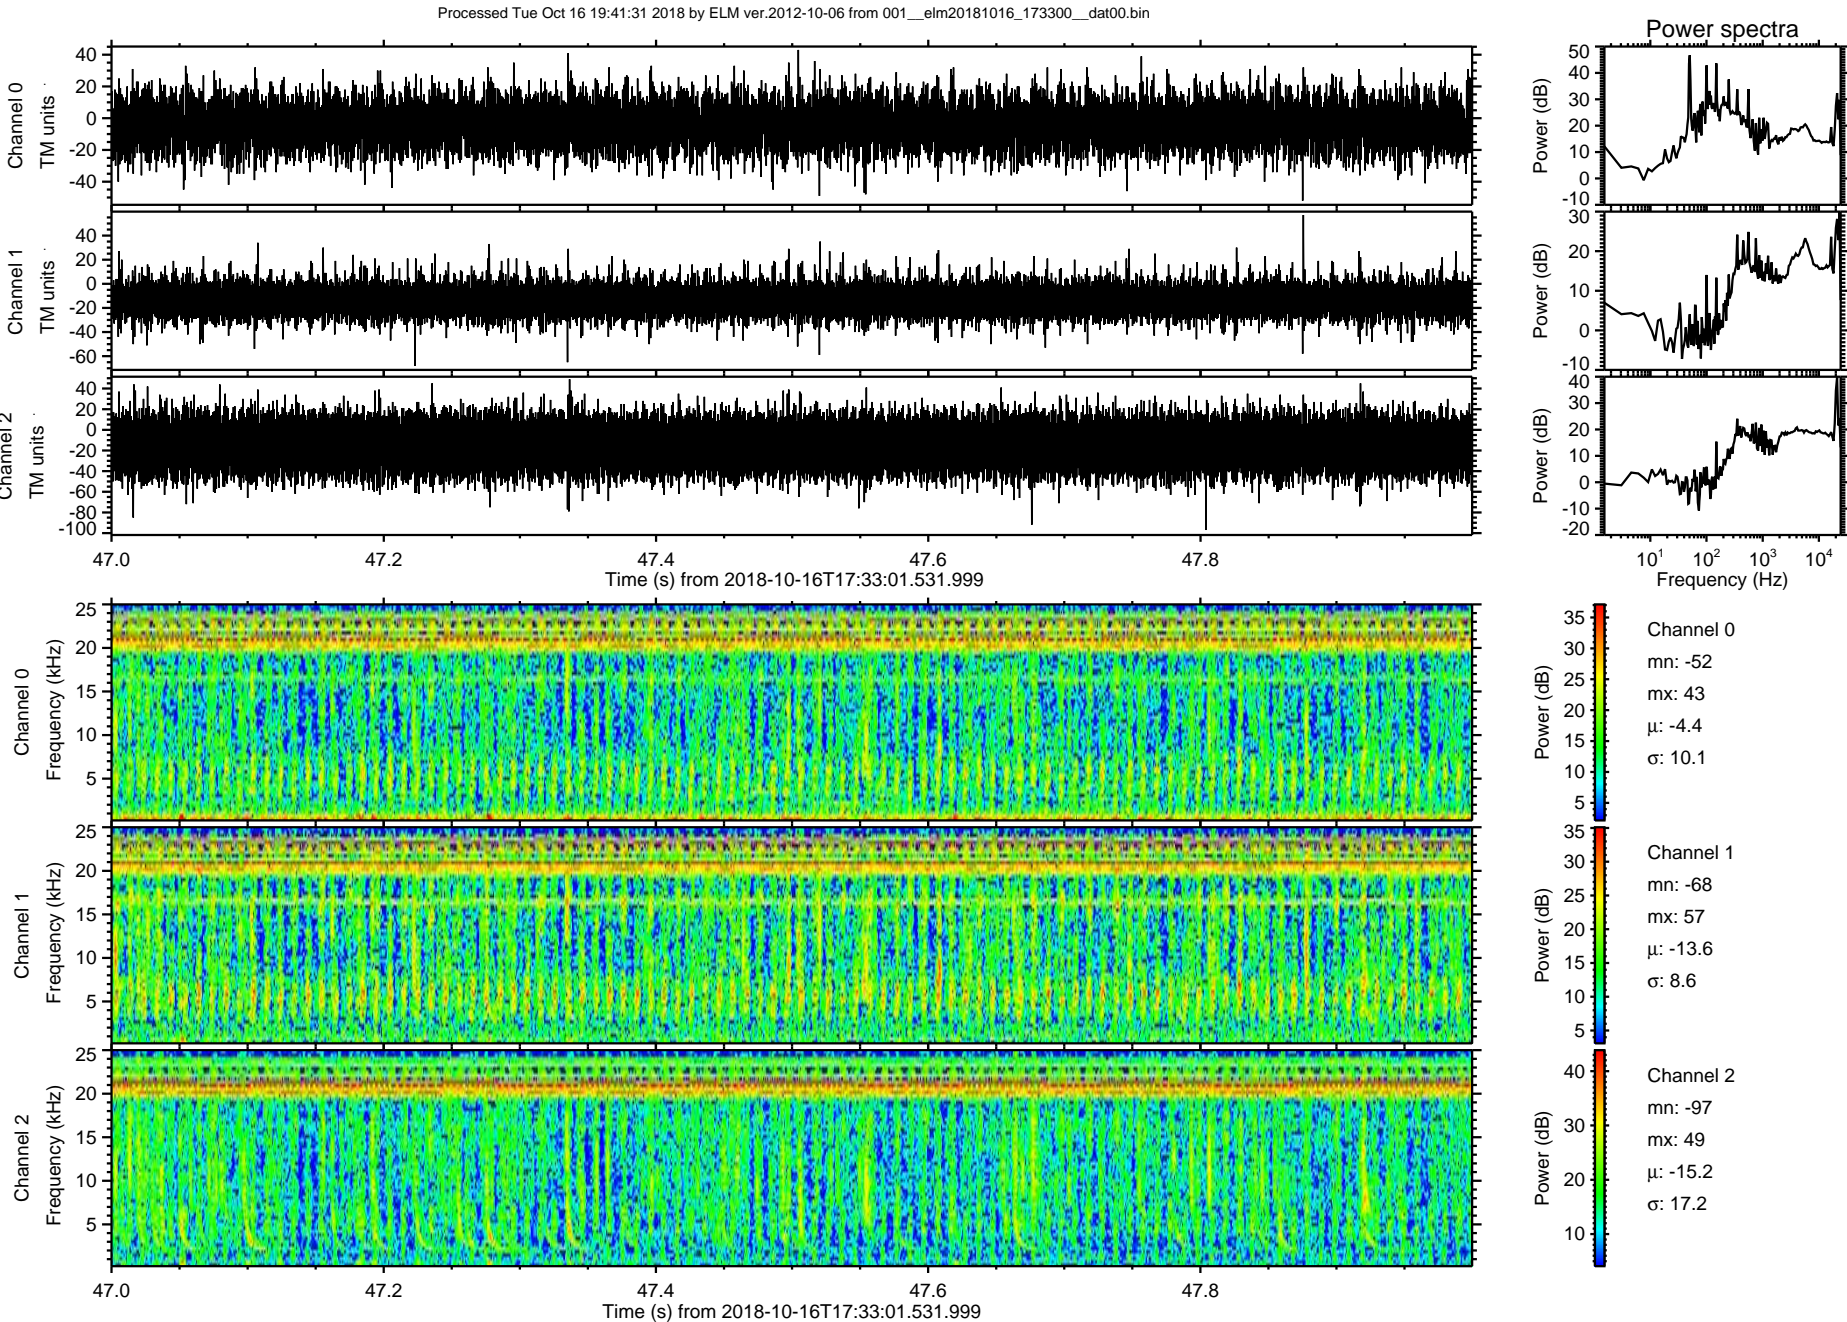 Processed Tue Oct 16 19:41:31 2018 by ELM ver.2012-10-06 from 001__elm20181016_173300__dat00.bin
Power spectra
Channel 0
TM units
40
20
0
-20
-40
Power (dB)
50
40
30
20
10
0
-10
Channel 1
TM units
40
20
0
-20
-40
-60
Power (dB)
30
20
10
0
-10
Channel 2
TM units
40
20
0
-20
-40
-60
-80
-100
Power (dB)
40
30
20
10
0
-10
-20
47.0 47.2 47.4 47.6 47.8
Time (s) from 2018-10-16T17:33:01.531.999
10^1 10^2 10^3 10^4
Frequency (Hz)
Channel 0
Frequency (kHz)
25
20
15
10
5
Power (dB)
35
30
25
20
15
10
5
Channel 0
mn: -52
mx: 43
μ: -4.4
σ: 10.1
Channel 1
Frequency (kHz)
25
20
15
10
5
Power (dB)
35
30
25
20
15
10
5
Channel 1
mn: -68
mx: 57
μ: -13.6
σ: 8.6
Channel 2
Frequency (kHz)
25
20
15
10
5
Power (dB)
40
30
20
10
Channel 2
mn: -97
mx: 49
μ: -15.2
σ: 17.2
47.0 47.2 47.4 47.6 47.8
Time (s) from 2018-10-16T17:33:01.531.999